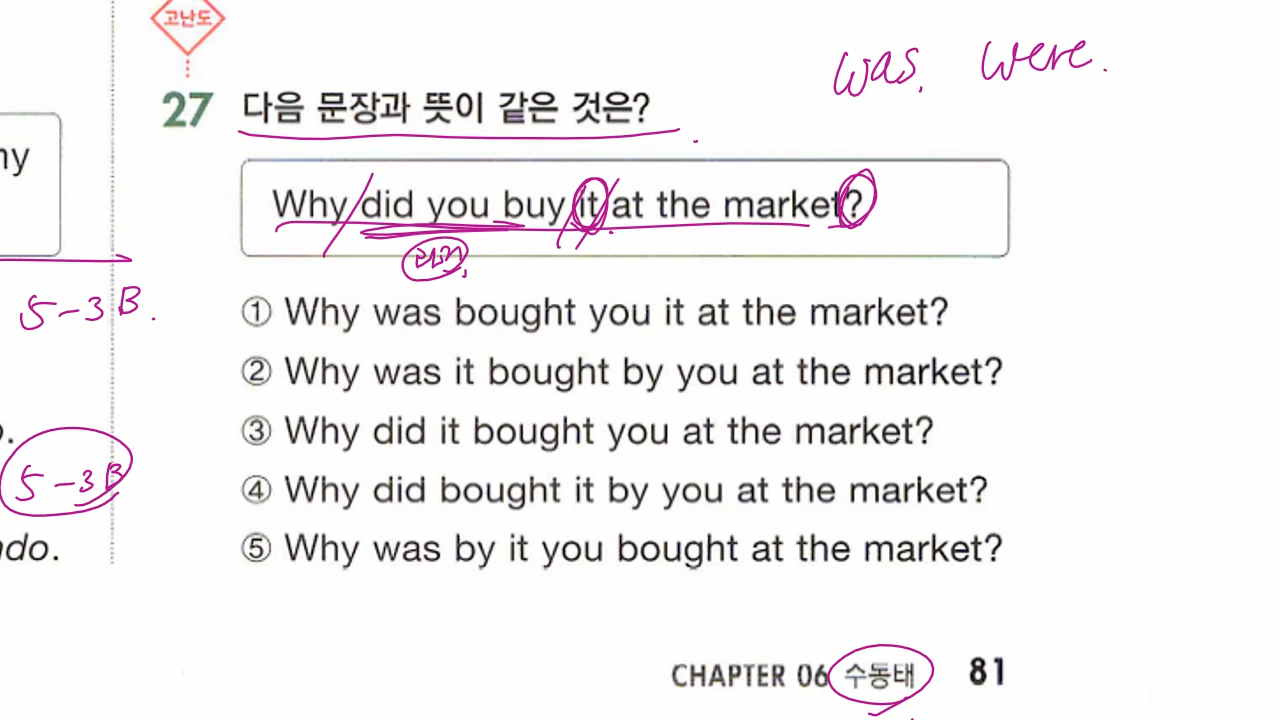 고난도
was. were.
27 다음 문장과 뜻이 같은 것은?
ny
Why did you buy it at the market?
5-3 B.
① Why was bought you it at the market?
② Why was it bought by you at the market?
③ Why did it bought you at the market?
5-3B
④ Why did bought it by you at the market?
⑤ Why was by it you bought at the market?
ndo.
CHAPTER 06 수동태 81